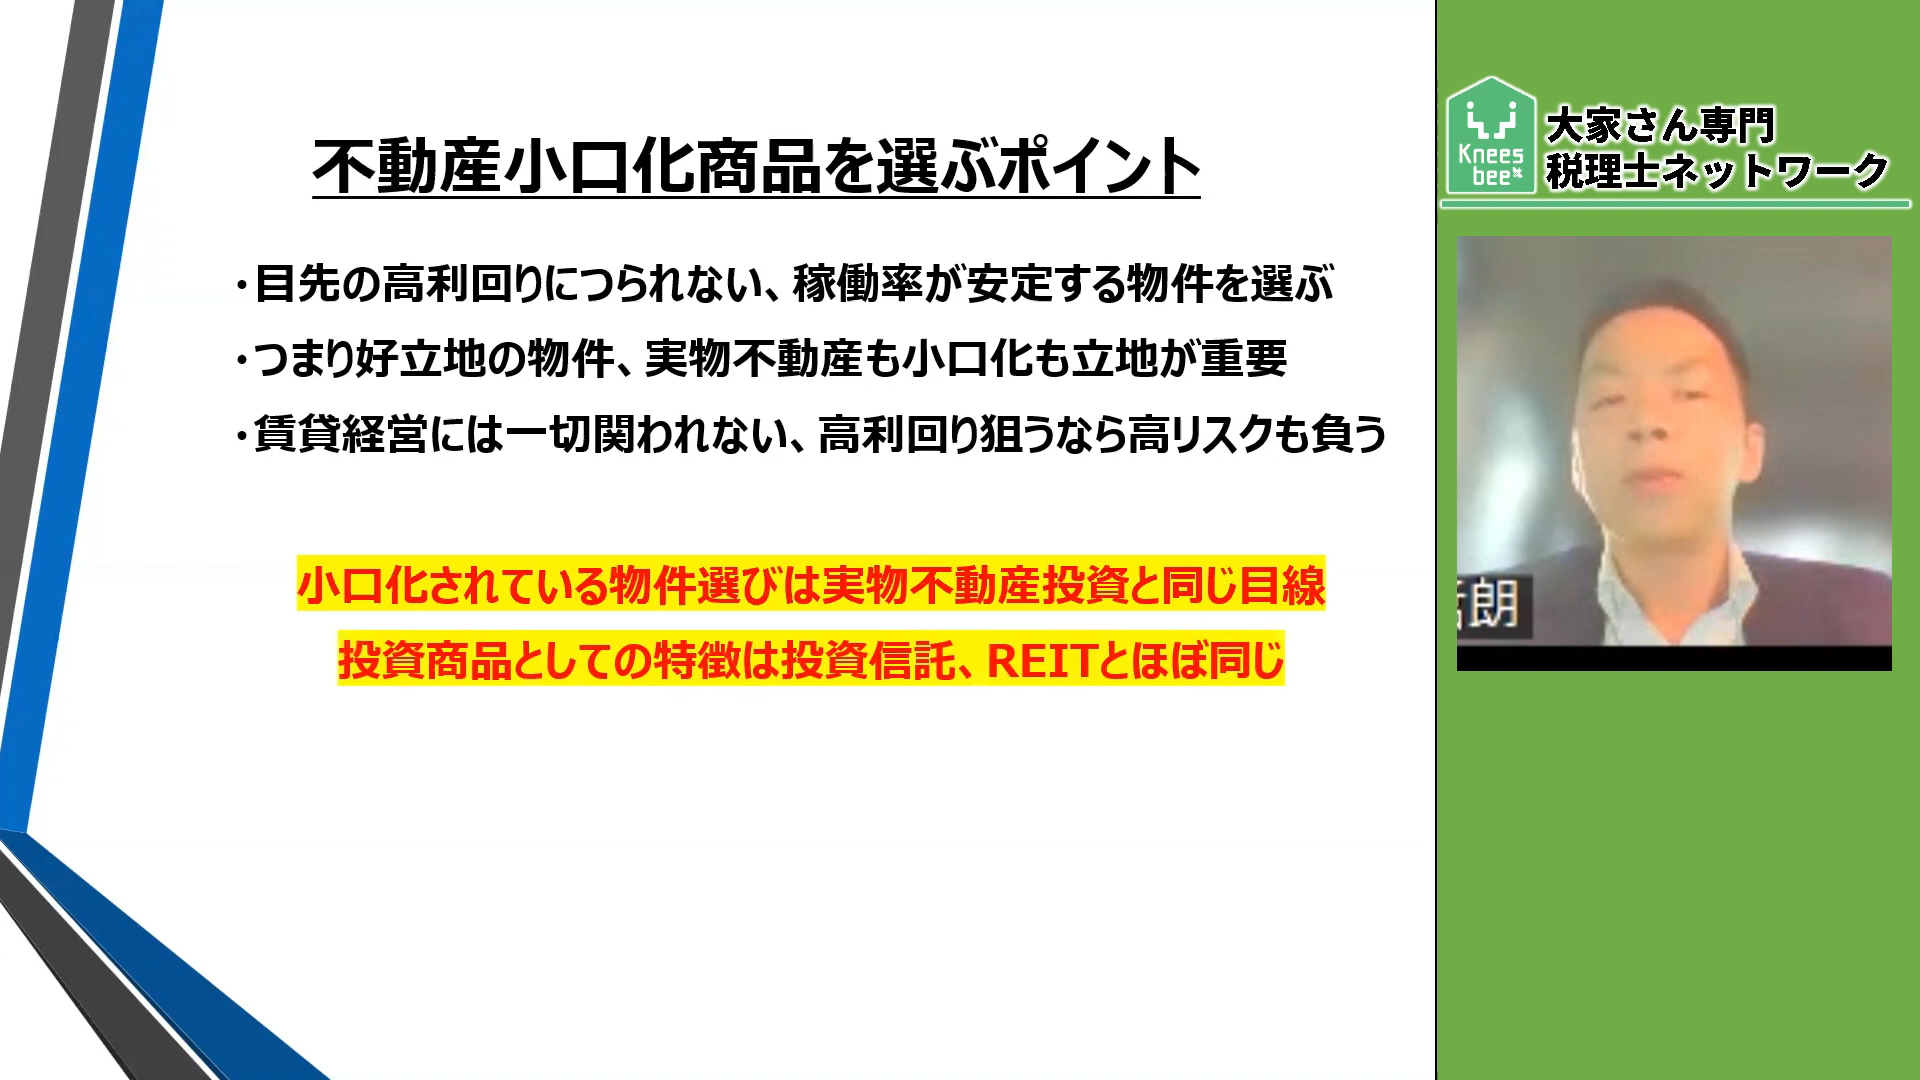 不動産小口化商品を選ぶポイント
・目先の高利回りにつられない、稼働率が安定する物件を選ぶ
・つまり好立地の物件、実物不動産も小口化も立地が重要
・賃貸経営には一切関われない、高利回り狙うなら高リスクも負う
小口化されている物件選びは実物不動産投資と同じ目線
投資商品としての特徴は投資信託、REITとほぼ同じ
Knees
bee
大家さん専門
税理士ネットワーク
朗